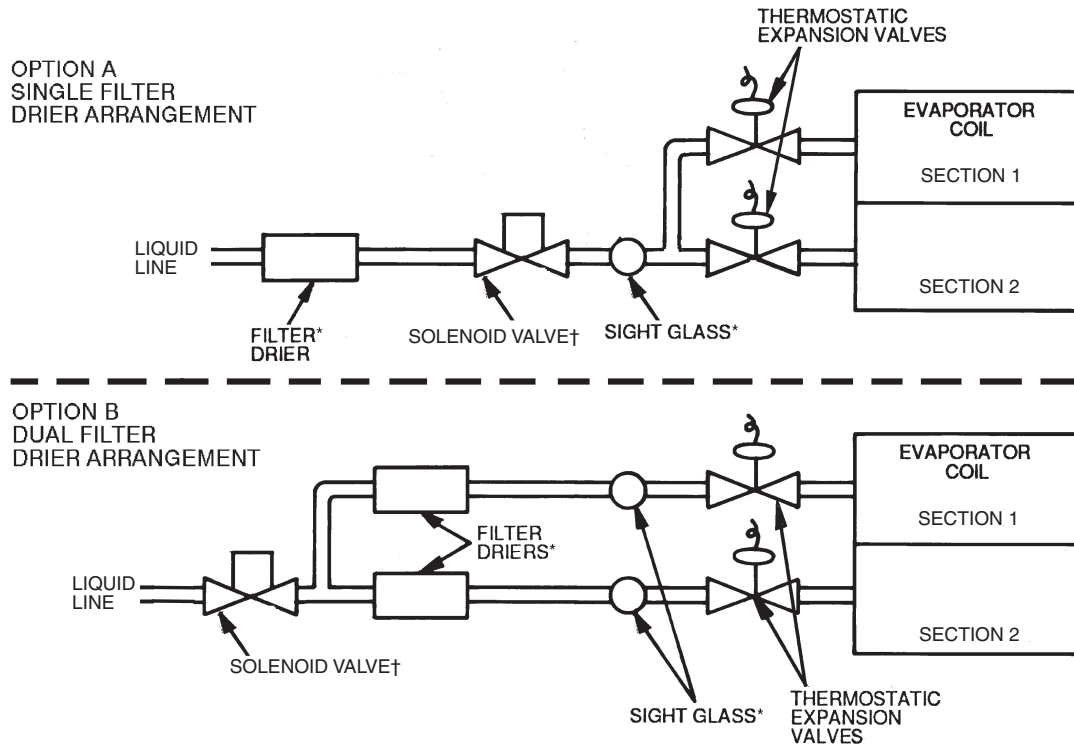 OPTION A
SINGLE FILTER
DRIER ARRANGEMENT
THERMOSTATIC
EXPANSION VALVES
EVAPORATOR
COIL
SECTION 1
SECTION 2
LIQUID
LINE
FILTER*
DRIER
SOLENOID VALVE†
SIGHT GLASS*
OPTION B
DUAL FILTER
DRIER ARRANGEMENT
EVAPORATOR
COIL
SECTION 1
SECTION 2
FILTER
DRIERS*
LIQUID
LINE
SOLENOID VALVE†
SIGHT GLASS*
THERMOSTATIC
EXPANSION
VALVES